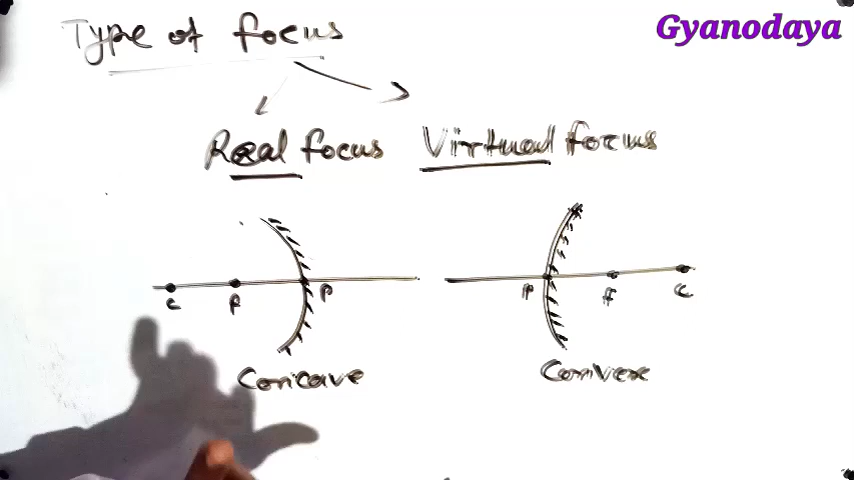 Gyanodaya
Type of focus
Real focus Virtual focus
C F P P F C
Concave Convex